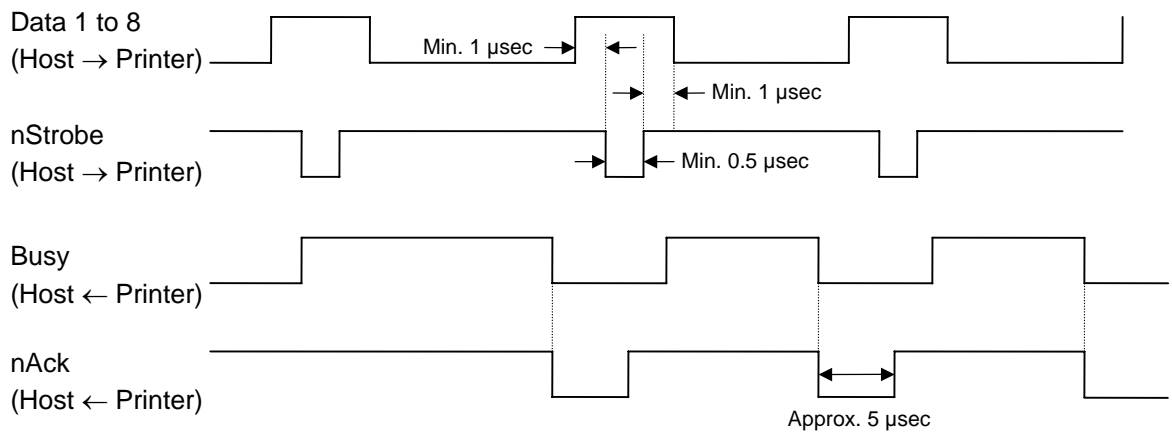 Data 1 to 8
(Host → Printer)
Min. 1 µsec
Min. 1 µsec
nStrobe
(Host → Printer)
Min. 0.5 µsec
Busy
(Host ← Printer)
nAck
(Host ← Printer)
Approx. 5 µsec